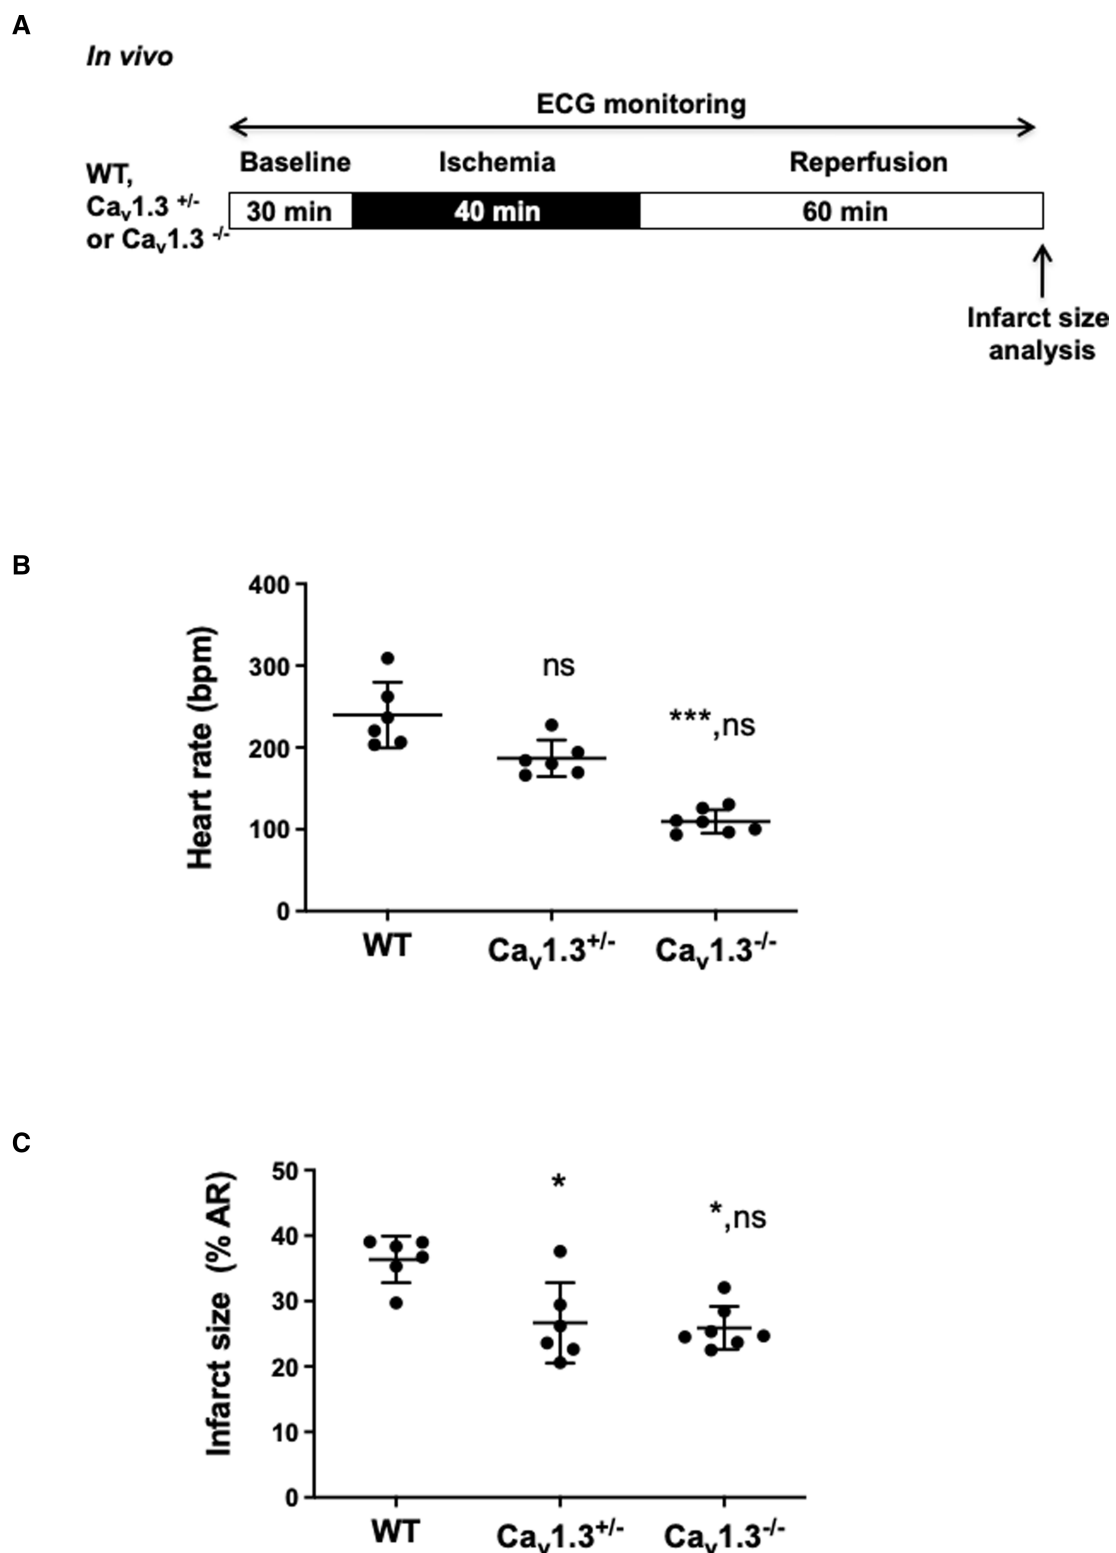 A
In vivo
ECG monitoring
Baseline Ischemia Reperfusion
WT,
Cav1.3 +/-
or Cav1.3 -/-
30 min 40 min 60 min
Infarct size
analysis
B
Heart rate (bpm)
400
300
200
100
0
ns
***,ns
WT Cav1.3+/- Cav1.3-/-
C
Infarct size (% AR)
50
40
30
20
10
0
*
*,ns
WT Cav1.3+/- Cav1.3-/-